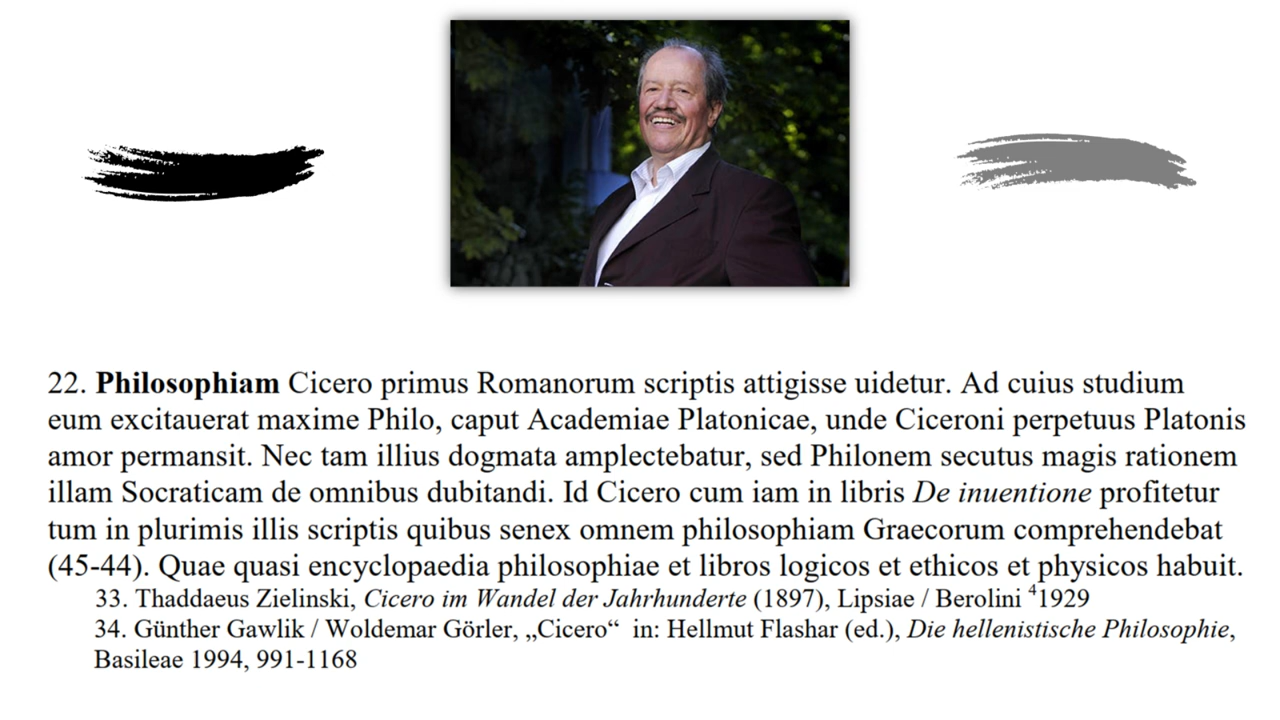 22. Philosophiam Cicero primus Romanorum scriptis attigisse uidetur. Ad cuius studium
eum excitauerat maxime Philo, caput Academiae Platonicae, unde Ciceroni perpetuus Platonis
amor permansit. Nec tam illius dogmata amplectebatur, sed Philonem secutus magis rationem
illam Socraticam de omnibus dubitandi. Id Cicero cum iam in libris De inuentione profitetur
tum in plurimis illis scriptis quibus senex omnem philosophiam Graecorum comprehendebat
(45-44). Quae quasi encyclopaedia philosophiae et libros logicos et ethicos et physicos habuit.
33. Thaddaeus Zielinski, Cicero im Wandel der Jahrhunderte (1897), Lipsiae / Berolini ⁴1929
34. Günther Gawlik / Woldemar Görler, „Cicero“ in: Hellmut Flashar (ed.), Die hellenistische Philosophie,
Basileae 1994, 991-1168